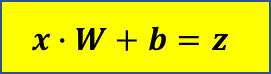 x · W + b = z